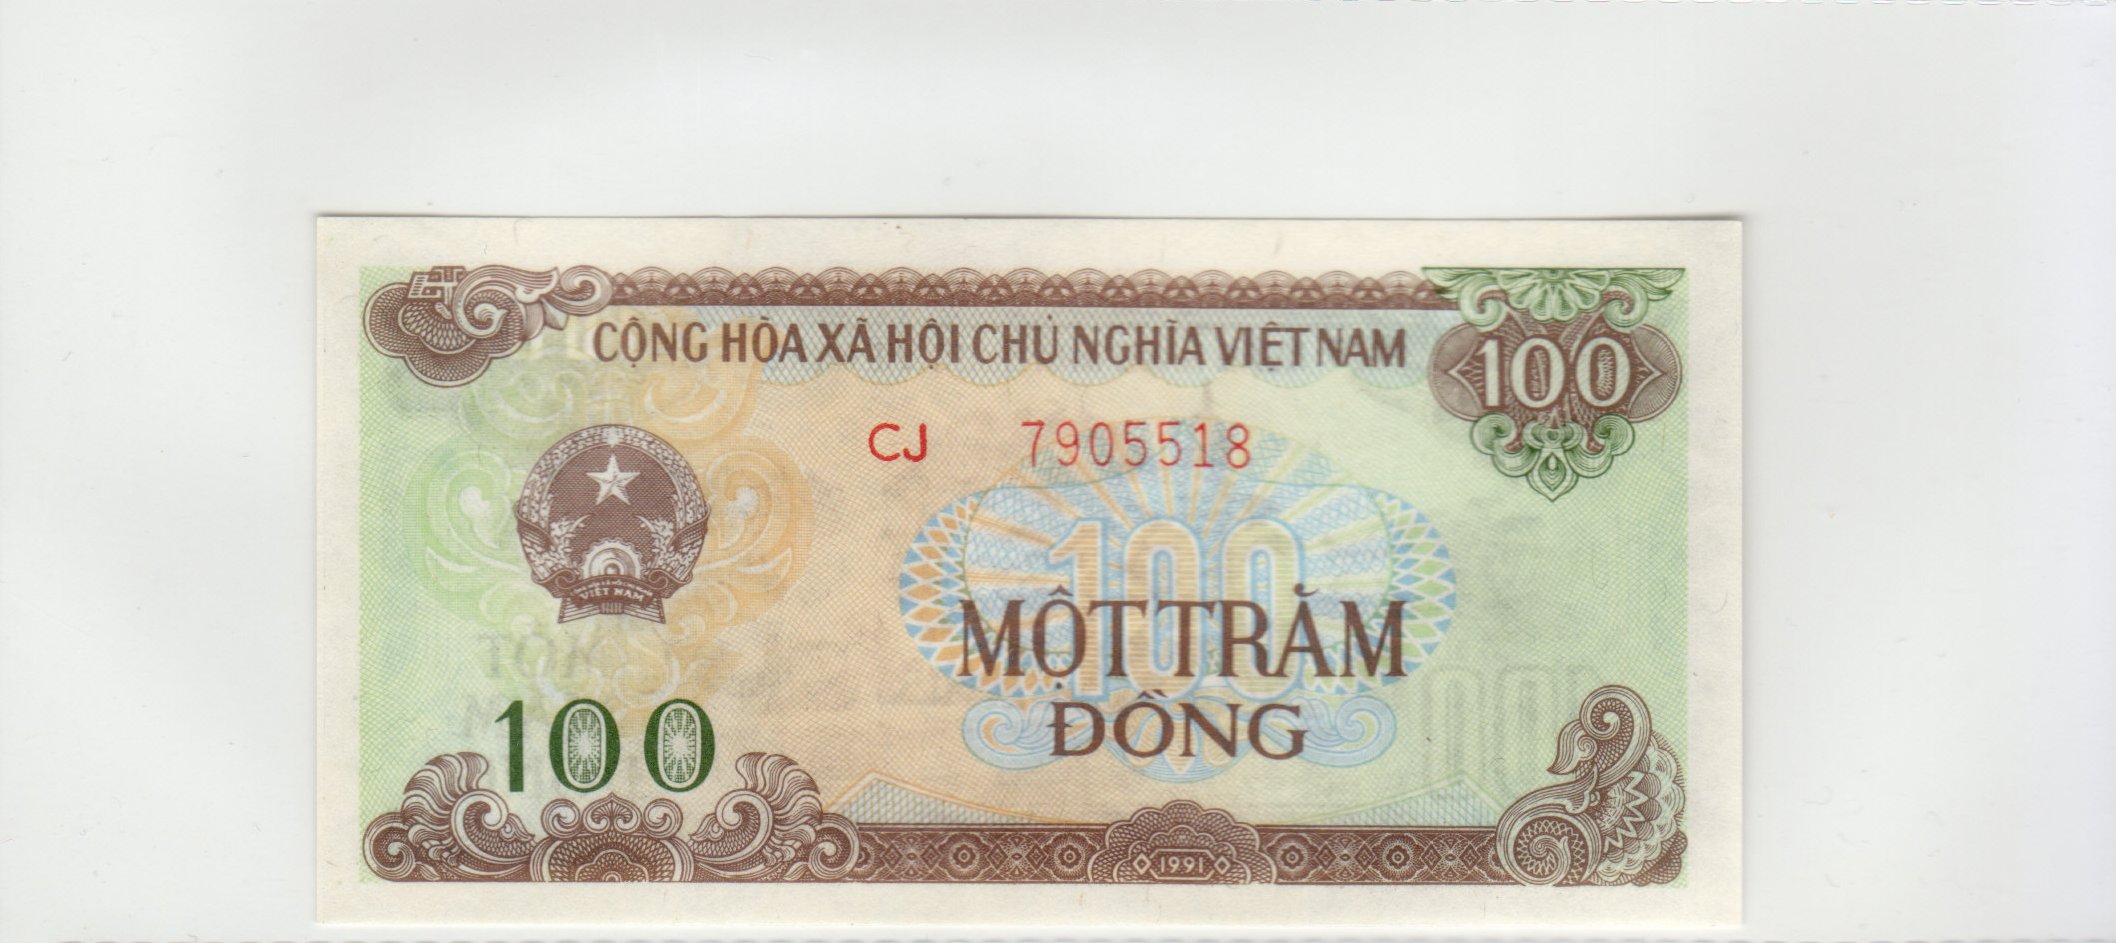 CỘNG HÒA XÃ HỘI CHỦ NGHĨA VIỆT NAM
100
CJ 7905518
100
VIỆT NAM
MỘT TRĂM
ĐỒNG
100
1991